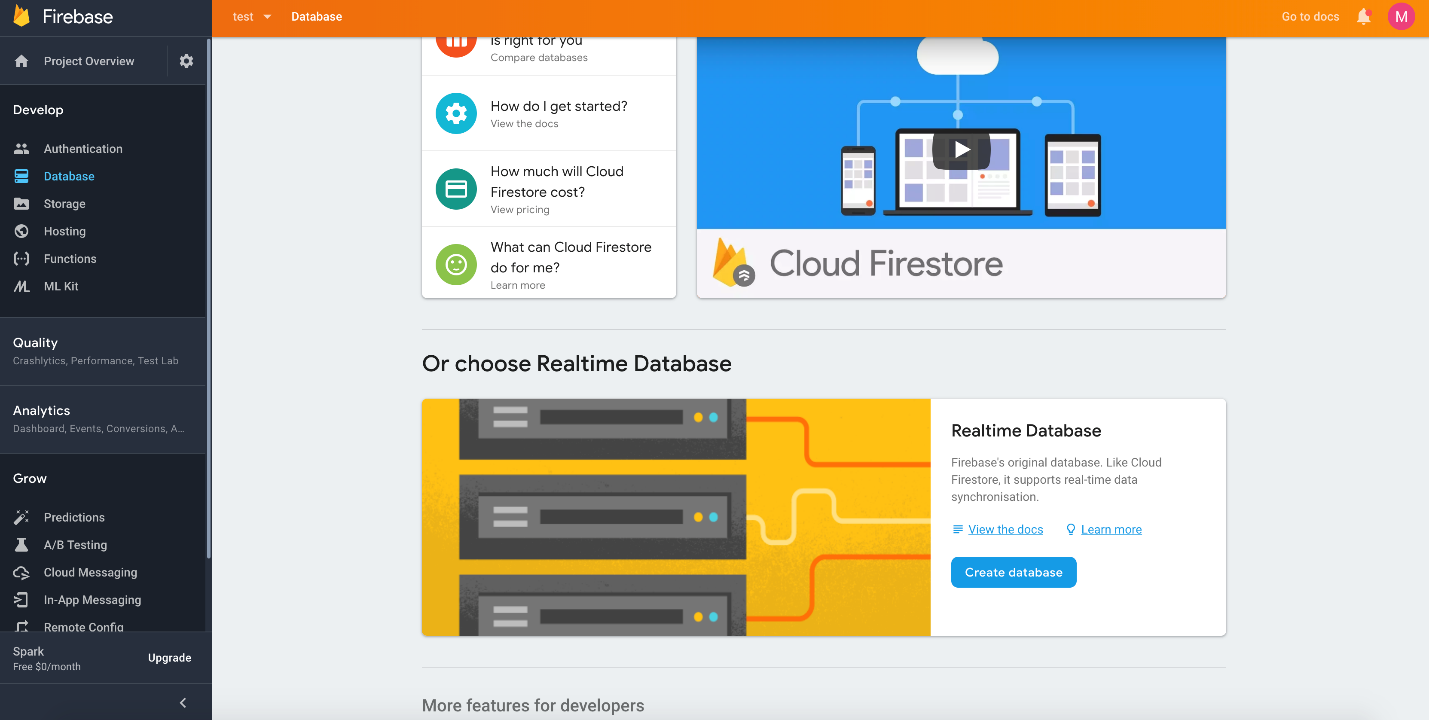 Firebase
test
Database
Go to docs
M
Project Overview
Develop
Authentication
Database
Storage
Hosting
Functions
ML Kit
Quality
Crashlytics, Performance, Test Lab
Analytics
Dashboard, Events, Conversions, A...
Grow
Predictions
A/B Testing
Cloud Messaging
In-App Messaging
Remote Config
Spark
Free $0/month
Upgrade
is right for you
Compare databases
How do I get started?
View the docs
How much will Cloud
Firestore cost?
View pricing
What can Cloud Firestore
do for me?
Learn more
Cloud Firestore
Or choose Realtime Database
Realtime Database
Firebase's original database. Like Cloud
Firestore, it supports real-time data
synchronisation.
View the docs
Learn more
Create database
More features for developers